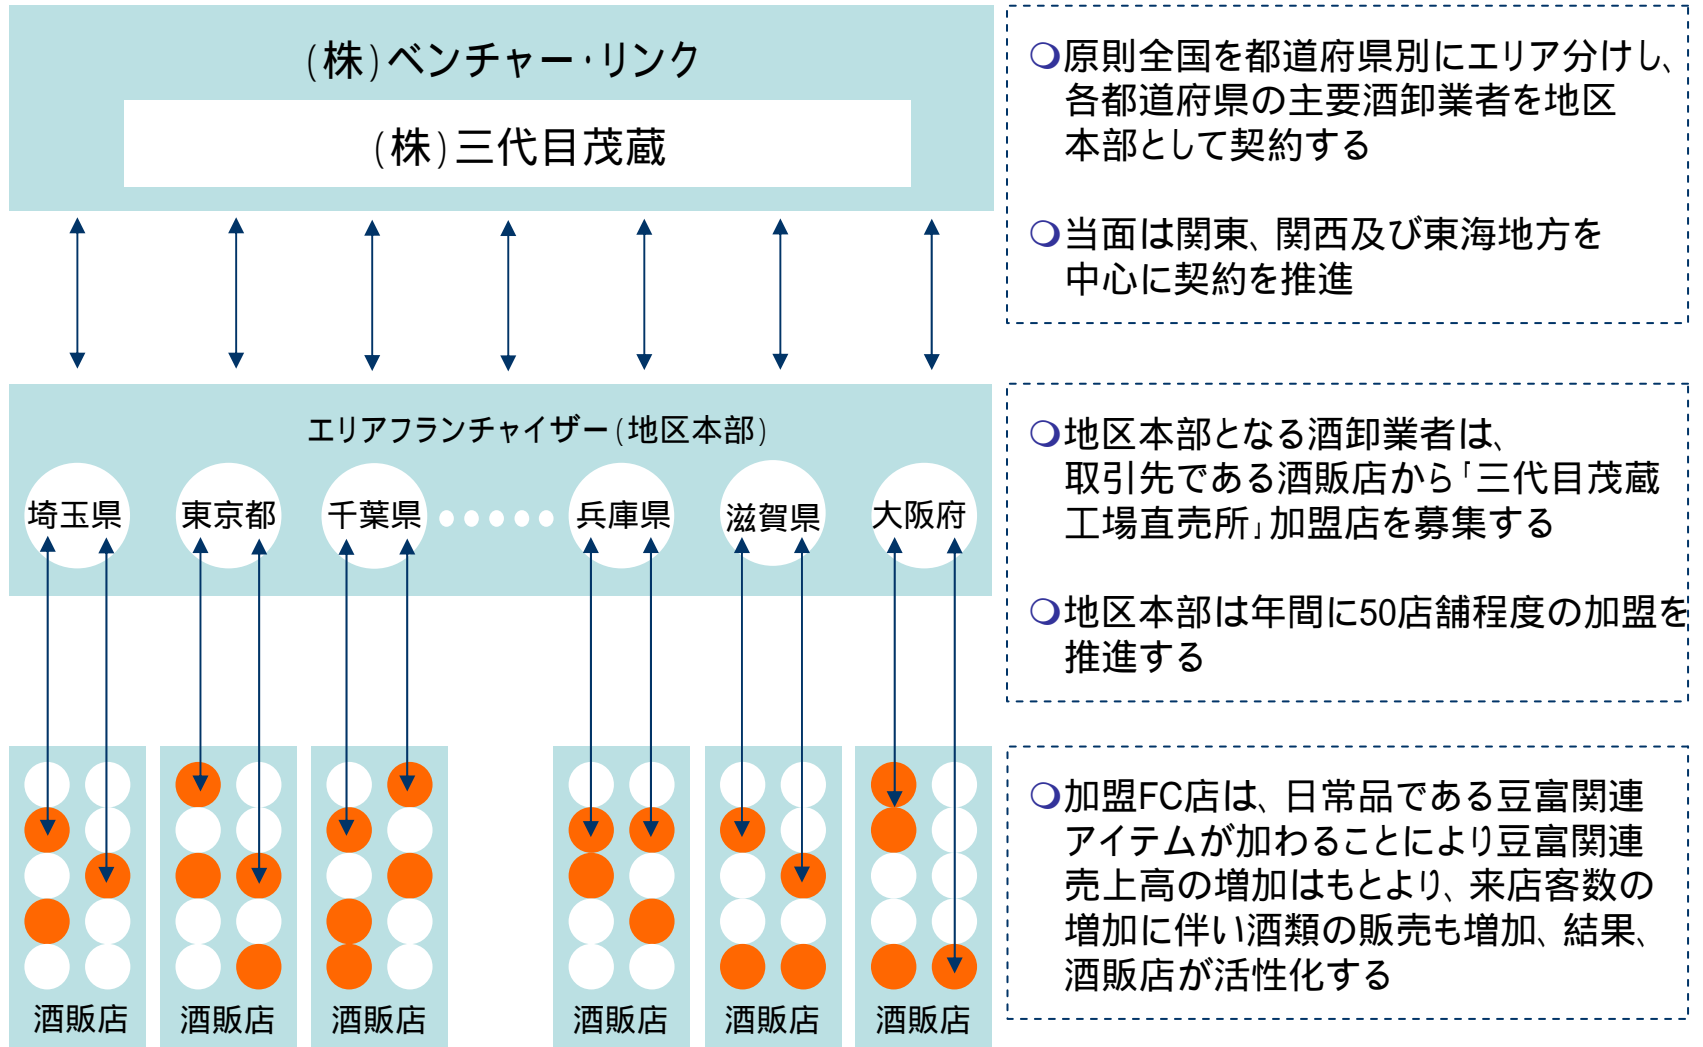 (株)ベンチャー・リンク
(株)三代目茂蔵
○原則全国を都道府県別にエリア分けし、
各都道府県の主要酒卸業者を地区
本部として契約する
○当面は関東、関西及び東海地方を
中心に契約を推進
エリアフランチャイザー(地区本部)
埼玉県 東京都 千葉県 ●●●●● 兵庫県 滋賀県 大阪府
○地区本部となる酒卸業者は、
取引先である酒販店から「三代目茂蔵
工場直売所」加盟店を募集する
○地区本部は年間に50店舗程度の加盟を
推進する
○加盟FC店は、日常品である豆富関連
アイテムが加わることにより豆富関連
売上高の増加はもとより、来店客数の
増加に伴い酒類の販売も増加、結果、
酒販店が活性化する
酒販店 酒販店 酒販店 酒販店 酒販店 酒販店